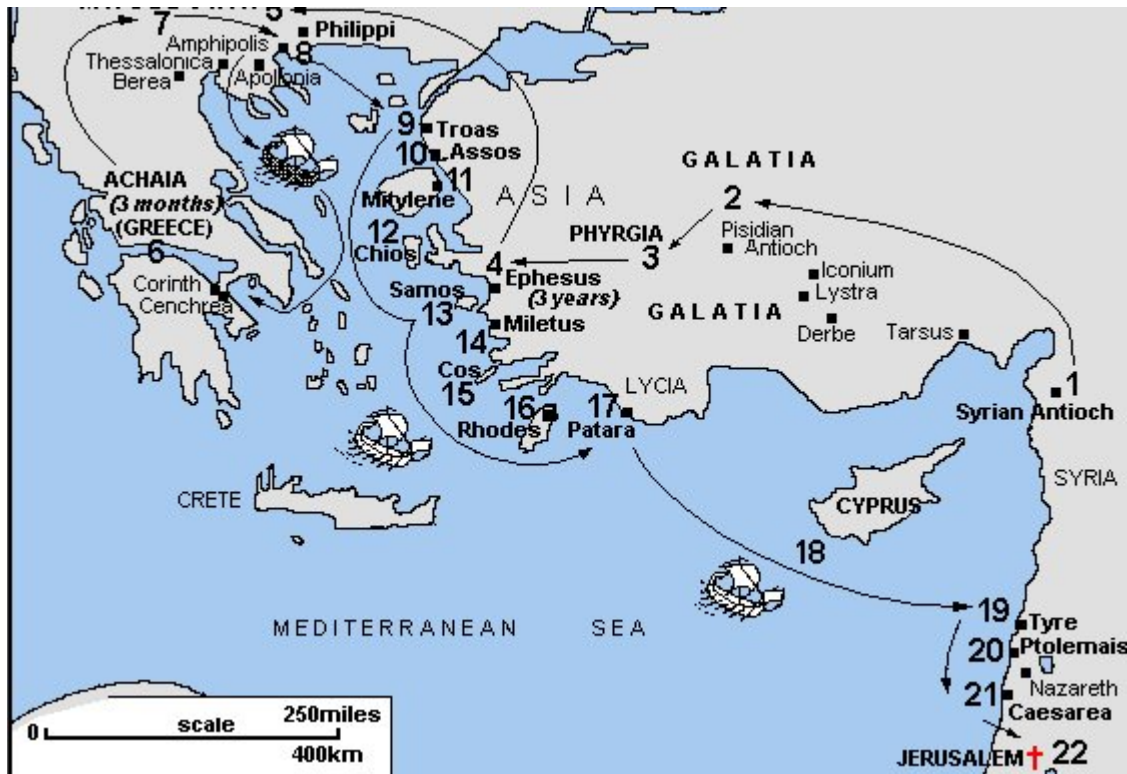 7
5
Philippi
Amphipolis
8
Thessalonica
Apollonia
Berea
9
Troas
10
Assos
11
GALATIA
ACHAIA
(3 months)
(GREECE)
6
Mitylene
ASIA
2
12
Chios
PHYRGIA
3
Pisidian
Antioch
4
Ephesus
(3 years)
Iconium
Corinth
Cenchrea
Samos
13
GALATIA
Lystra
Miletus
Derbe
Tarsus
14
Cos
15
LYCIA
1
16
Rhodes
17
Patara
Syrian Antioch
CRETE
SYRIA
CYPRUS
18
19
Tyre
MEDITERRANEAN SEA
20
Ptolemais
Nazareth
21
Caesarea
0
scale
250miles
400km
JERUSALEM
22